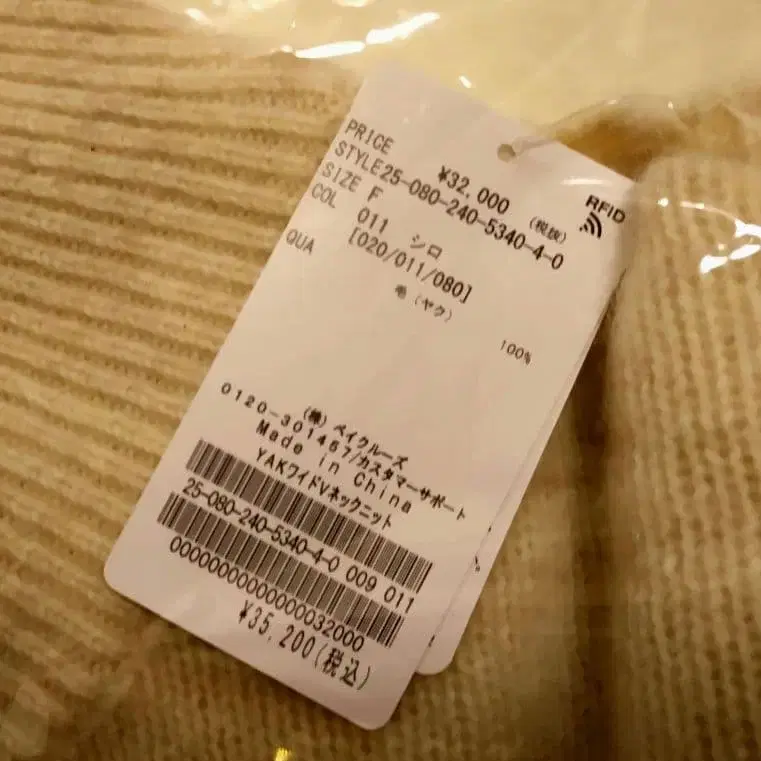 PRICE ¥32,000 (税抜)
RFID
STYLE25-080-240-5340-4-0
SIZE F
COL 011 シロ
[020/011/080]
QUA 毛(ヤク) 100%
(株)ベイクルーズ
0120-301457/カスタマーサポート
Made in China
YAKワイドVネックニット
25-080-240-5340-4-0 009 011
0000000000000032000
¥35,200(税込)